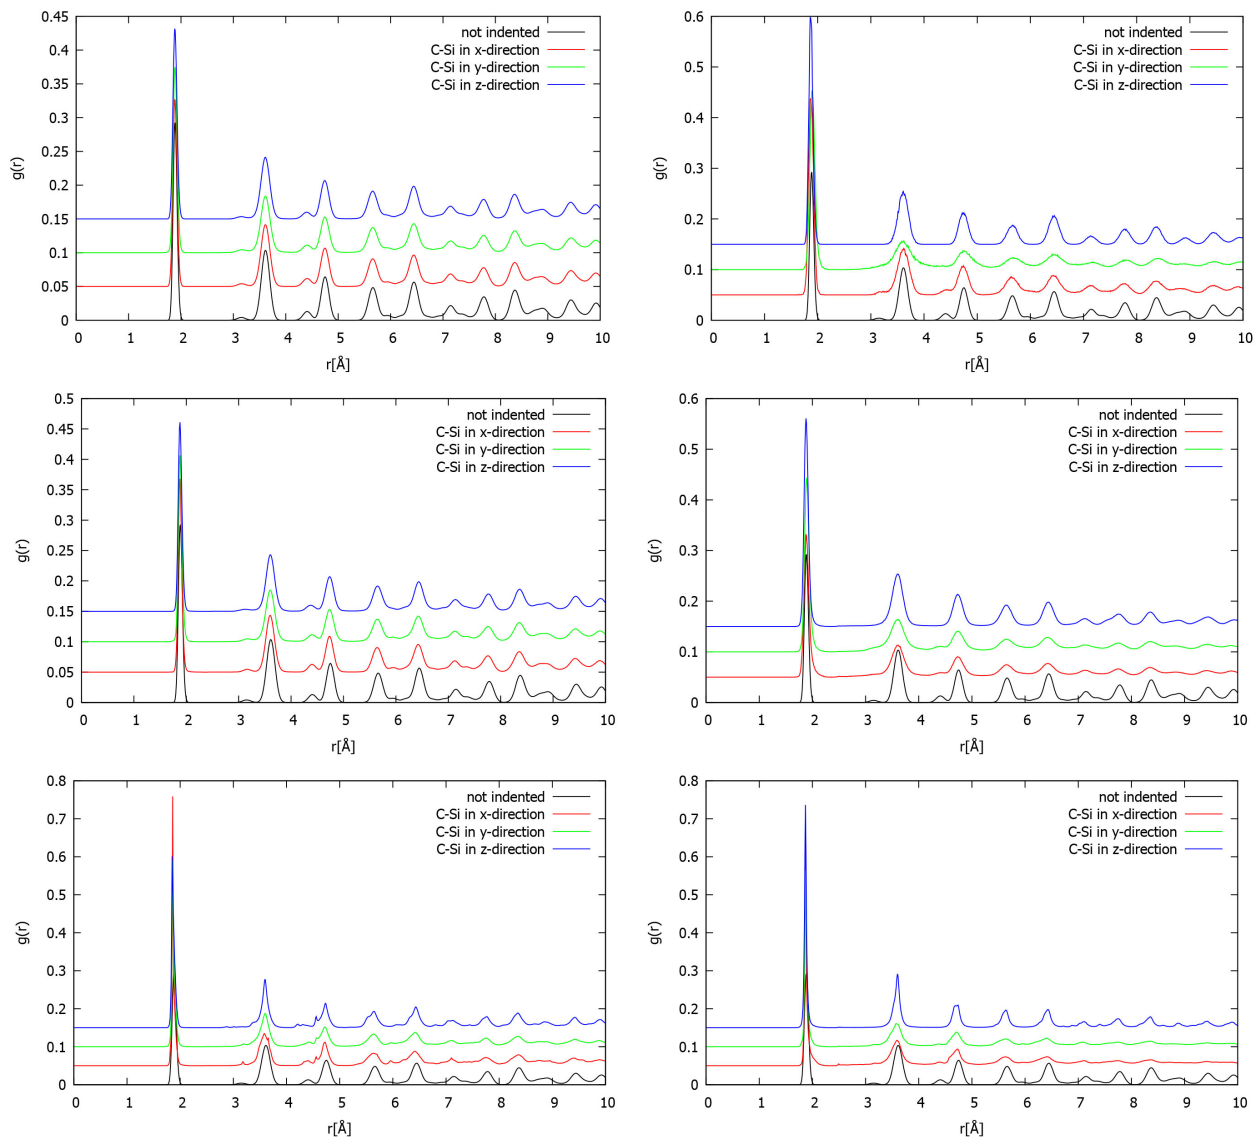 0.45
0.4
0.35
0.3
0.25
0.2
0.15
0.1
0.05
0
g(r)
not indented
C-Si in x-direction
C-Si in y-direction
C-Si in z-direction
0 1 2 3 4 5 6 7 8 9 10
r[Å]
0.6
0.5
0.4
0.3
0.2
0.1
0
g(r)
not indented
C-Si in x-direction
C-Si in y-direction
C-Si in z-direction
0 1 2 3 4 5 6 7 8 9 10
r[Å]
0.5
0.45
0.4
0.35
0.3
0.25
0.2
0.15
0.1
0.05
0
g(r)
not indented
C-Si in x-direction
C-Si in y-direction
C-Si in z-direction
0 1 2 3 4 5 6 7 8 9 10
r[Å]
0.6
0.5
0.4
0.3
0.2
0.1
0
g(r)
not indented
C-Si in x-direction
C-Si in y-direction
C-Si in z-direction
0 1 2 3 4 5 6 7 8 9 10
r[Å]
0.8
0.7
0.6
0.5
0.4
0.3
0.2
0.1
0
g(r)
not indented
C-Si in x-direction
C-Si in y-direction
C-Si in z-direction
0 1 2 3 4 5 6 7 8 9 10
r[Å]
0.8
0.7
0.6
0.5
0.4
0.3
0.2
0.1
0
g(r)
not indented
C-Si in x-direction
C-Si in y-direction
C-Si in z-direction
0 1 2 3 4 5 6 7 8 9 10
r[Å]